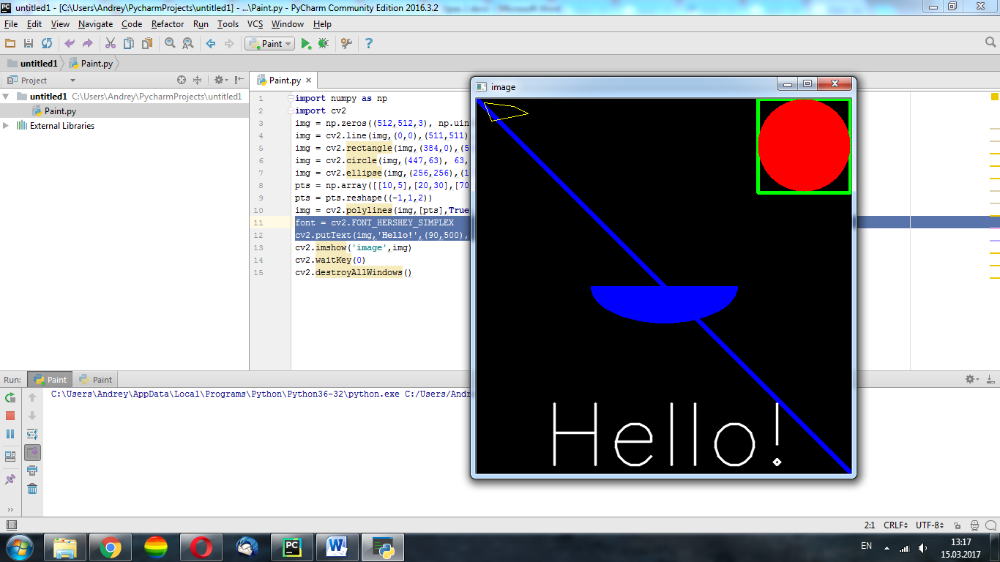 untitled1 - [C:\Users\Andrey\PycharmProjects\untitled1] - ...\Paint.py - PyCharm Community Edition 2016.3.2
File Edit View Navigate Code Refactor Run Tools VCS Window Help
Paint
untitled1 Paint.py
Project
Paint.py
untitled1 C:\Users\Andrey\PycharmProjects\untitled1
Paint.py
External Libraries
1 import numpy as np
2 import cv2
3 img = np.zeros((512,512,3), np.uin
4 img = cv2.line(img,(0,0),(511,511)
5 img = cv2.rectangle(img,(384,0),(5
6 img = cv2.circle(img,(447,63), 63,
7 img = cv2.ellipse(img,(256,256),(1
8 pts = np.array([[10,5],[20,30],[70
9 pts = pts.reshape((-1,1,2))
10 img = cv2.polylines(img,[pts],True
11 font = cv2.FONT_HERSHEY_SIMPLEX
12 cv2.putText(img,'Hello!',(90,500),
13 cv2.imshow('image',img)
14 cv2.waitKey(0)
15 cv2.destroyAllWindows()
image
Hello!
Run: Paint Paint
C:\Users\Andrey\AppData\Local\Programs\Python\Python36-32\python.exe C:/Users/Andr
2:1 CRLF UTF-8
EN
13:17
15.03.2017